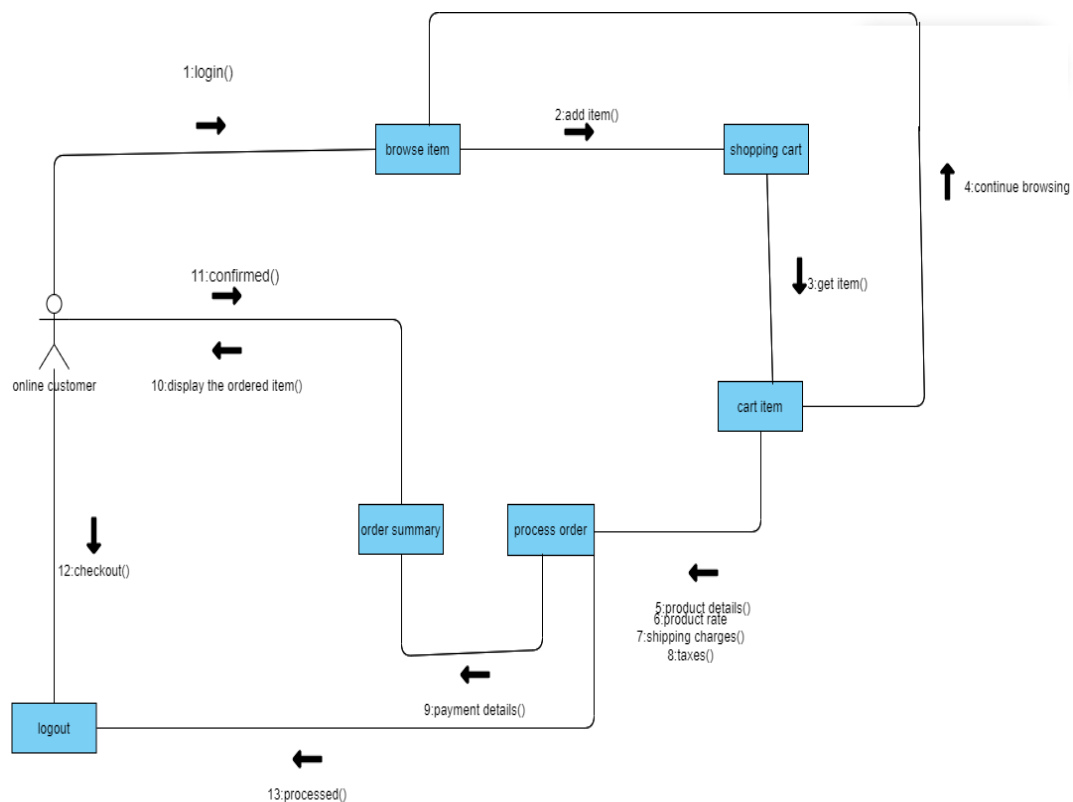 1:login()
2:add item()
browse item
shopping cart
4:continue browsing
11:confirmed()
3:get item()
online customer
10:display the ordered item()
cart item
order summary
process order
12:checkout()
5:product details()
6:product rate
7:shipping charges()
8:taxes()
9:payment details()
logout
13:processed()